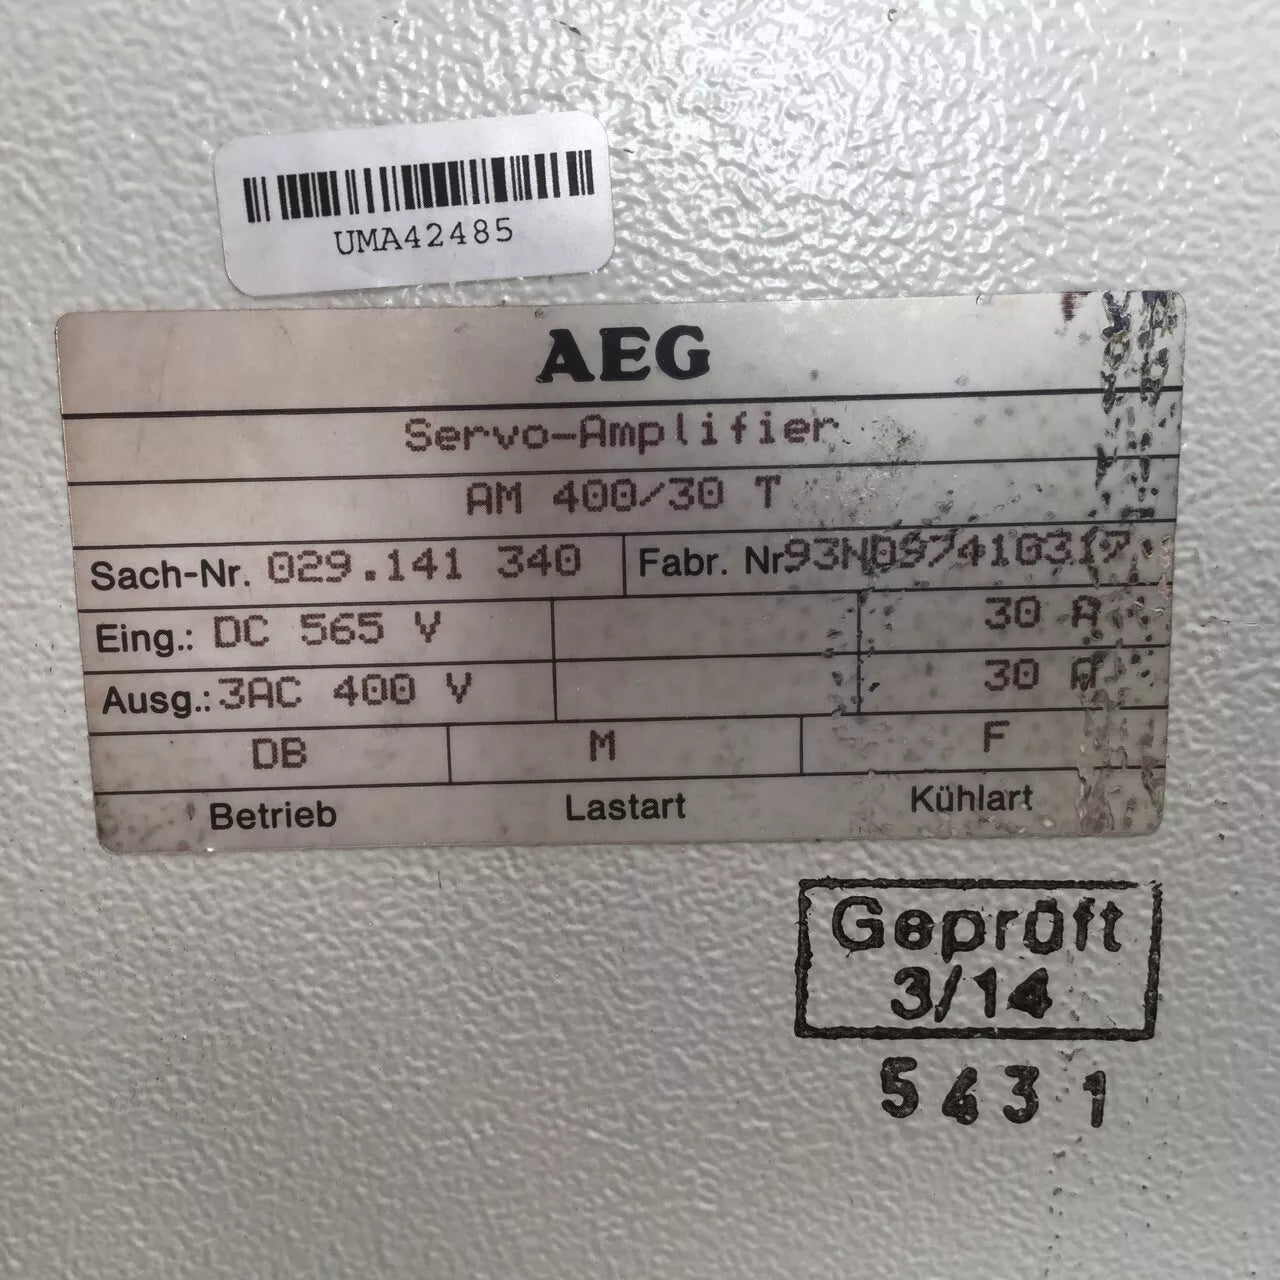 UMA42485
AEG
Servo-Amplifier
AM 400/30 T
Sach-Nr. 029.141 340 Fabr. Nr 93N097410317
Eing.: DC 565 V 30 A
Ausg.: 3AC 400 V 30 A
DB M F
Betrieb Lastart Kühlart
Geprüft
3/14
5431